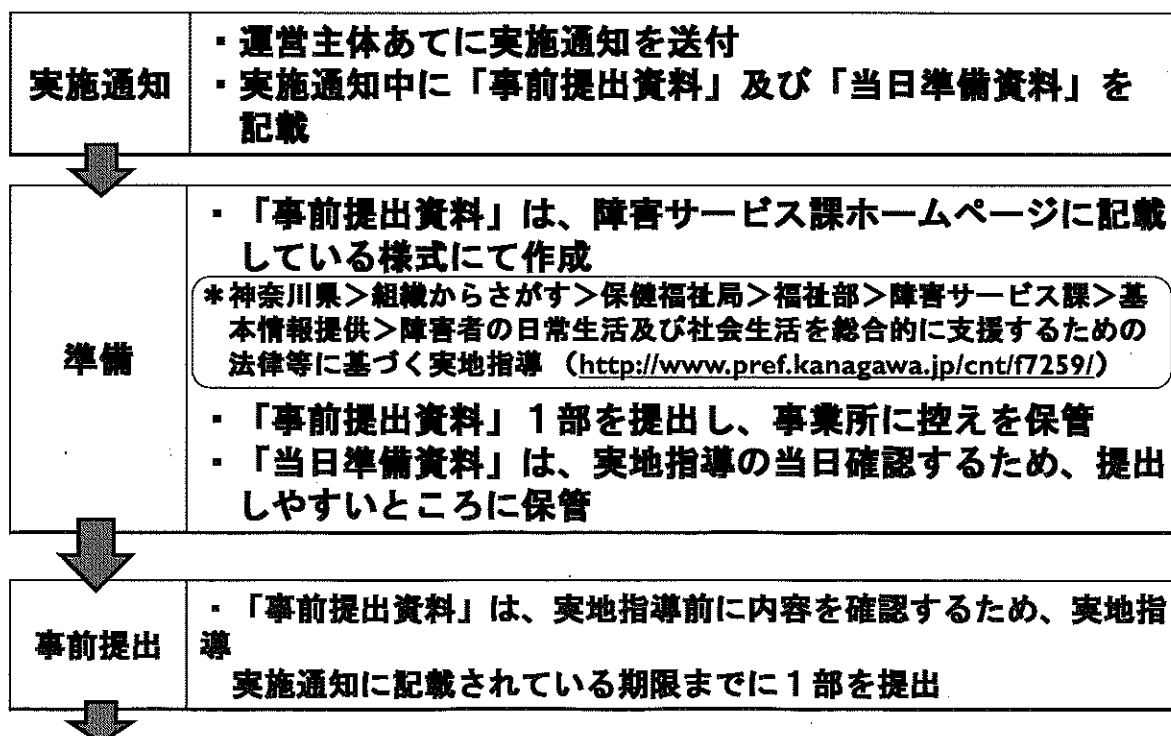 実施通知
・運営主体あてに実施通知を送付
・実施通知中に「事前提出資料」及び「当日準備資料」を
記載
準備
・「事前提出資料」は、障害サービス課ホームページに記載
している様式にて作成
＊神奈川県＞組織からさがす＞保健福祉局＞福祉部＞障害サービス課＞基
本情報提供＞障害者の日常生活及び社会生活を総合的に支援するための
法律等に基づく実地指導 （http://www.pref.kanagawa.jp/cnt/f7259/）
・「事前提出資料」１部を提出し、事業所に控えを保管
・「当日準備資料」は、実地指導の当日確認するため、提出
しやすいところに保管
事前提出
・「事前提出資料」は、実地指導前に内容を確認するため、実地指
導
実施通知に記載されている期限までに１部を提出